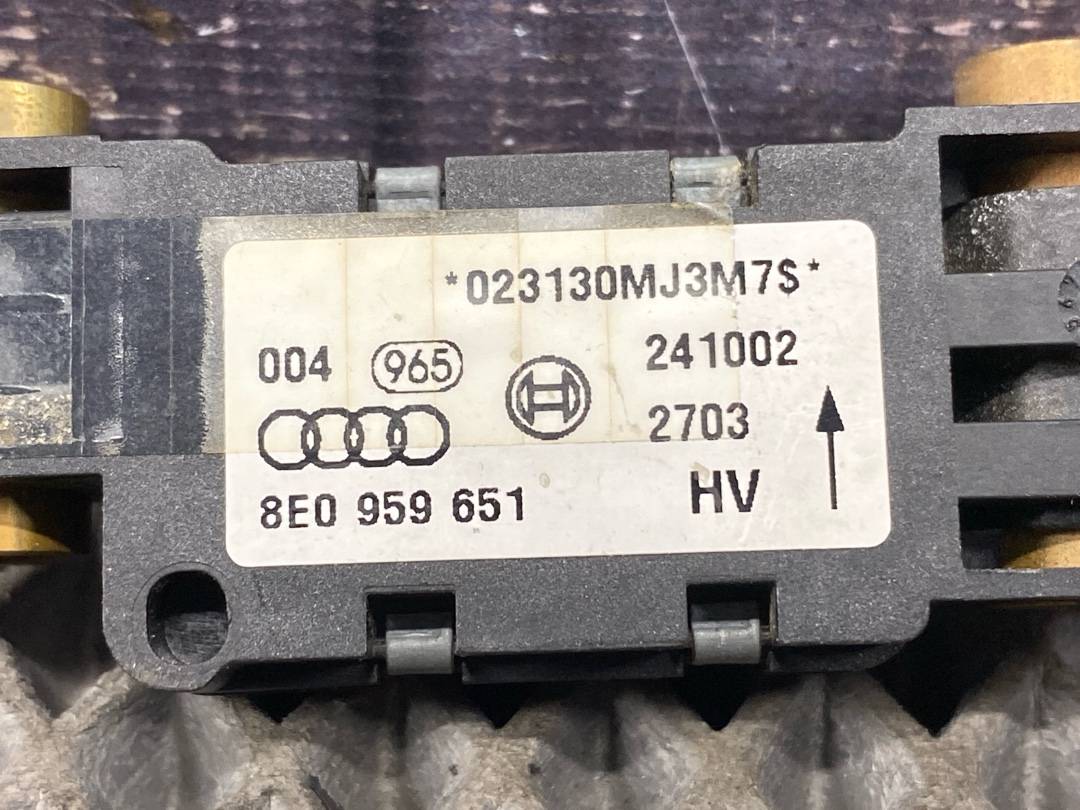 *023130MJ3M7$*
004 965 241002
2703
8E0 959 651 HV